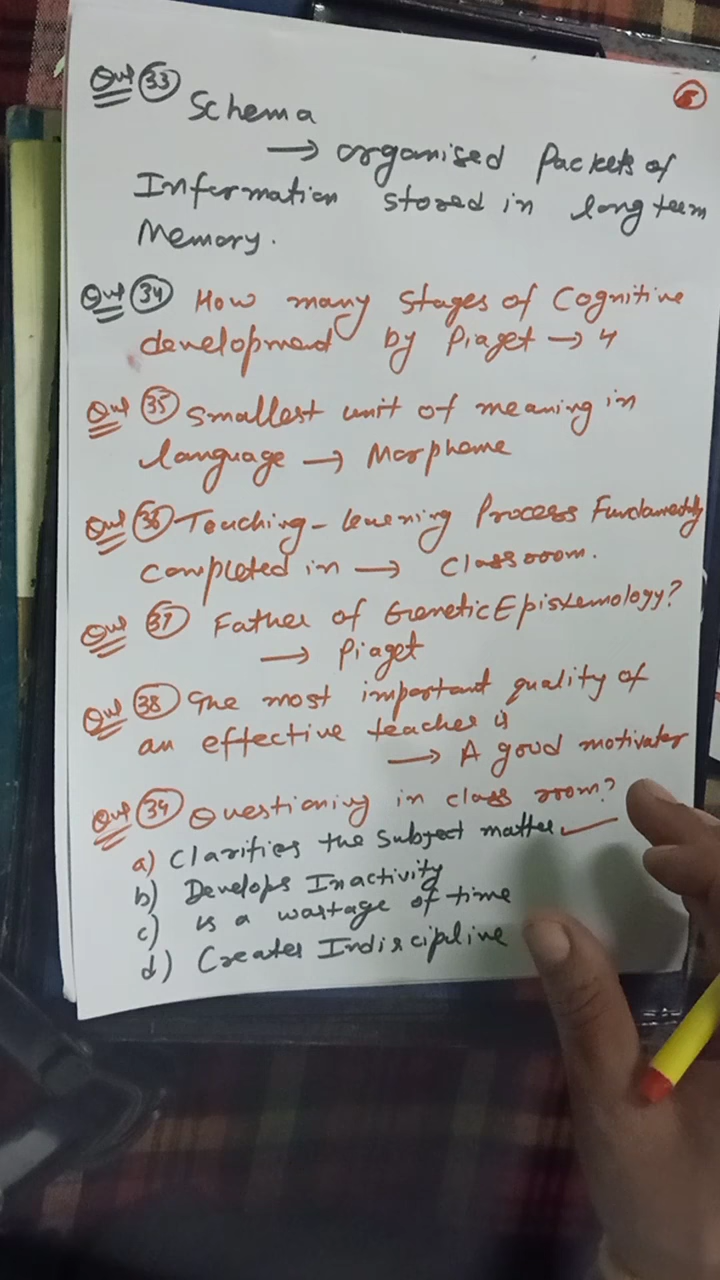 5
Que 33
Schema
→ organised Packets of
Information stored in long term
Memory.
Que 34 How many Stages of Cognitive
development by Piaget → 4
Que 35 Smallest unit of meaning in
language → Morpheme
Que 36 Teaching-learning Process Fundamentally
completed in → Class room.
Que 37 Father of Genetic Epistemology?
→ Piaget
Que 38 The most important quality of
an effective teacher is
→ A good motivater
Que 39 Questioning in class room?
a) Clarifies the Subject matter ✓
b) Develops Inactivity
c) is a wastage of time
d) Creates Indiscipline